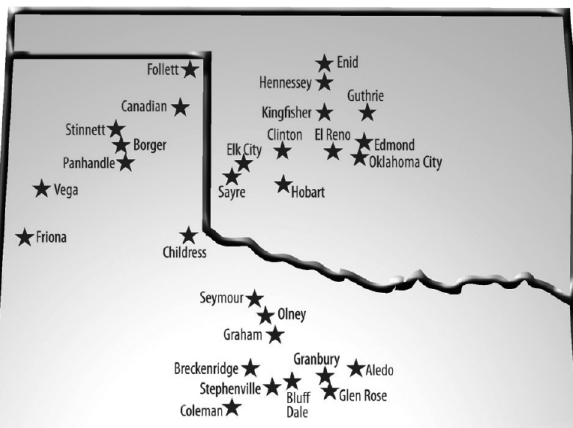 Follett
Enid
Hennessey
Canadian
Guthrie
Kingfisher
Stinnett
Borger
Clinton
El Reno
Edmond
Elk City
Oklahoma City
Panhandle
Sayre
Hobart
Vega
Friona
Childress
Seymour
Olney
Graham
Granbury
Breckenridge
Aledo
Stephenville
Bluff
Dale
Glen Rose
Coleman